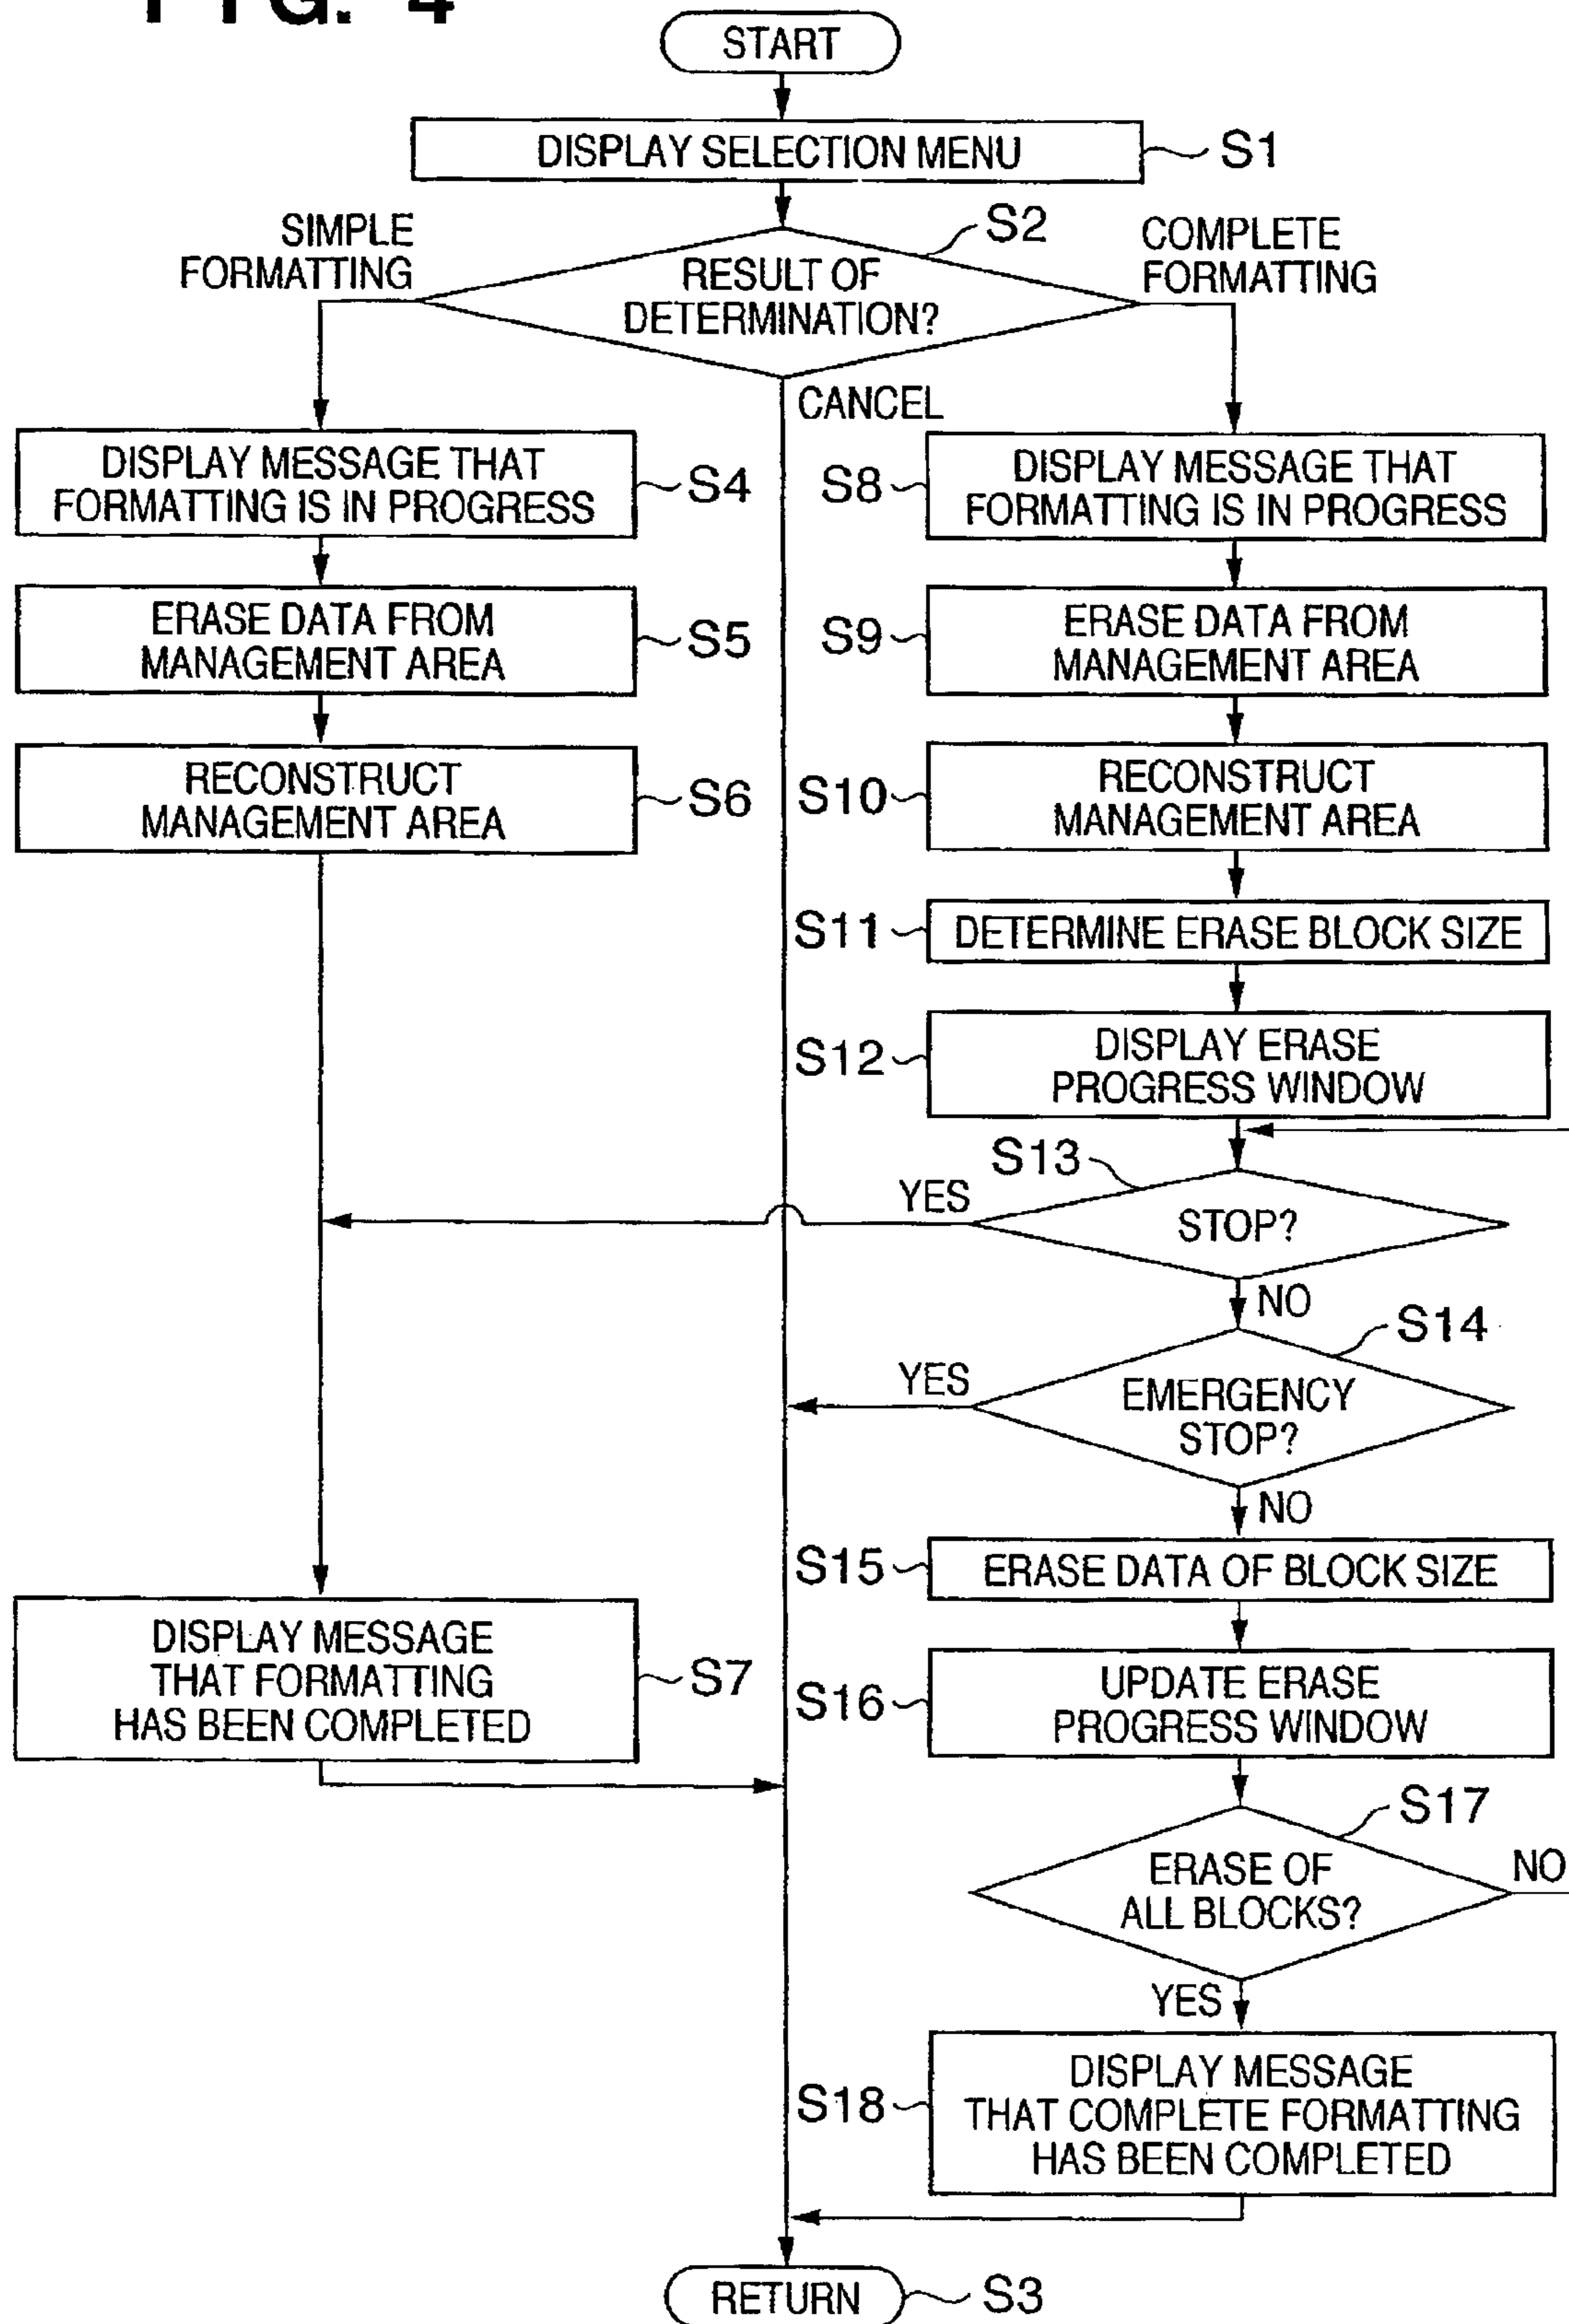 FIG. 4
START
DISPLAY SELECTION MENU
S1
SIMPLE
FORMATTING
S2
COMPLETE
FORMATTING
RESULT OF
DETERMINATION?
CANCEL
DISPLAY MESSAGE THAT
FORMATTING IS IN PROGRESS
S4
S8
DISPLAY MESSAGE THAT
FORMATTING IS IN PROGRESS
ERASE DATA FROM
MANAGEMENT AREA
S5
S9
ERASE DATA FROM
MANAGEMENT AREA
RECONSTRUCT
MANAGEMENT AREA
S6
S10
RECONSTRUCT
MANAGEMENT AREA
S11
DETERMINE ERASE BLOCK SIZE
S12
DISPLAY ERASE
PROGRESS WINDOW
S13
YES
STOP?
NO
S14
YES
EMERGENCY
STOP?
NO
S15
ERASE DATA OF BLOCK SIZE
DISPLAY MESSAGE
THAT FORMATTING
HAS BEEN COMPLETED
S7
S16
UPDATE ERASE
PROGRESS WINDOW
S17
ERASE OF
ALL BLOCKS?
NO
YES
S18
DISPLAY MESSAGE
THAT COMPLETE FORMATTING
HAS BEEN COMPLETED
RETURN
S3